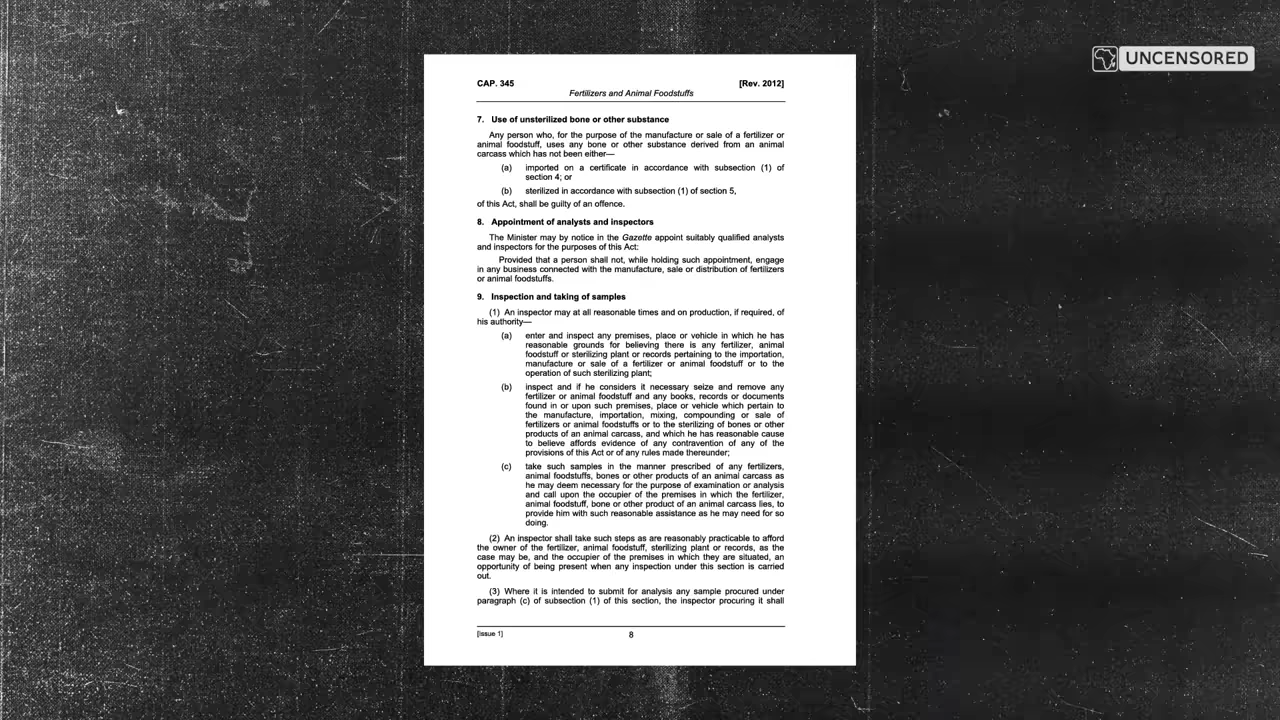 UNCENSORED
CAP. 345 [Rev. 2012]
Fertilizers and Animal Foodstuffs
7. Use of unsterilized bone or other substance
Any person who, for the purpose of the manufacture or sale of a fertilizer or
animal foodstuff, uses any bone or other substance derived from an animal
carcass which has not been either—
(a) imported on a certificate in accordance with subsection (1) of
section 4; or
(b) sterilized in accordance with subsection (1) of section 5,
of this Act, shall be guilty of an offence.
8. Appointment of analysts and inspectors
The Minister may by notice in the Gazette appoint suitably qualified analysts
and inspectors for the purposes of this Act:
Provided that a person shall not, while holding such appointment, engage
in any business connected with the manufacture, sale or distribution of fertilizers
or animal foodstuffs.
9. Inspection and taking of samples
(1) An inspector may at all reasonable times and on production, if required, of
his authority—
(a) enter and inspect any premises, place or vehicle in which he has
reasonable grounds for believing there is any fertilizer, animal
foodstuff or sterilizing plant or records pertaining to the importation,
manufacture or sale of a fertilizer or animal foodstuff or to the
operation of such sterilizing plant;
(b) inspect and if he considers it necessary seize and remove any
fertilizer or animal foodstuff and any books, records or documents
found in or upon such premises, place or vehicle which pertain to
the manufacture, importation, mixing, compounding or sale of
fertilizers or animal foodstuffs or to the sterilizing of bones or other
products of an animal carcass, and which he has reasonable cause
to believe affords evidence of any contravention of any of the
provisions of this Act or of any rules made thereunder;
(c) take such samples in the manner prescribed of any fertilizers,
animal foodstuffs, bones or other products of an animal carcass as
he may deem necessary for the purpose of examination or analysis
and call upon the occupier of the premises in which the fertilizer,
animal foodstuff, bone or other product of an animal carcass lies, to
provide him with such reasonable assistance as he may need for so
doing.
(2) An inspector shall take such steps as are reasonably practicable to afford
the owner of the fertilizer, animal foodstuff, sterilizing plant or records, as the
case may be, and the occupier of the premises in which they are situated, an
opportunity of being present when any inspection under this section is carried
out.
(3) Where it is intended to submit for analysis any sample procured under
paragraph (c) of subsection (1) of this section, the inspector procuring it shall
[Issue 1] 8